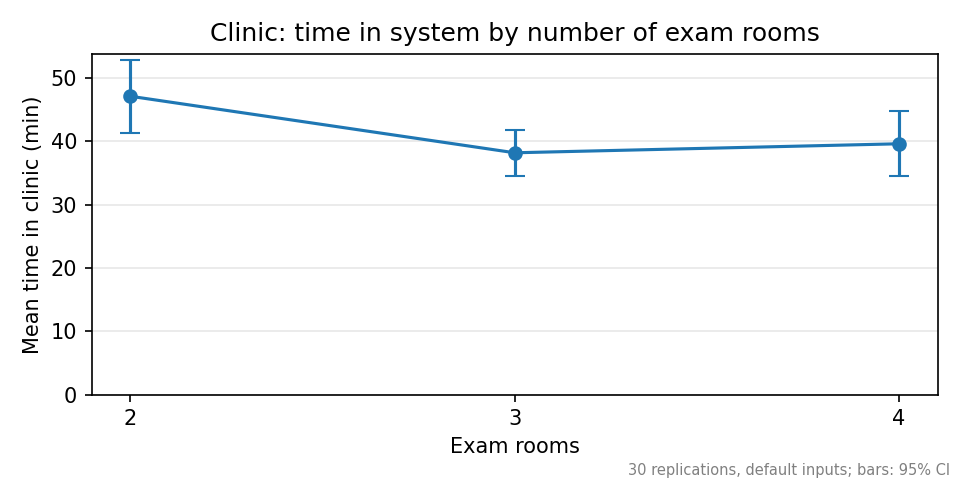 Clinic: time in system by number of exam rooms
Mean time in clinic (min)
50
40
30
20
10
0
2 3 4
Exam rooms
30 replications, default inputs; bars: 95% CI